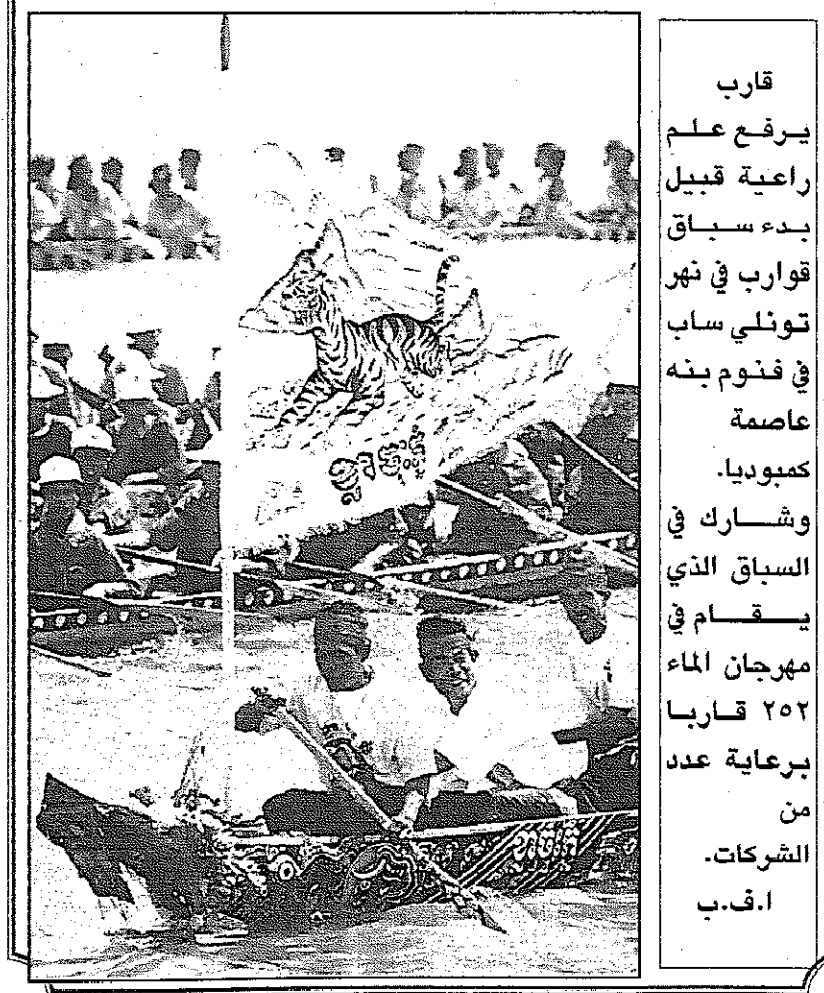 قارب
يرفع علم
راعية قبيل
بدء سباق
قوارب في نهر
تونلي ساب
في فنوم بنه
عاصمة
كمبوديا.
وشارك في
السباق الذي
يقام في
مهرجان الماء
٢٥٢ قاربا
برعاية عدد
من
الشركات.
ا.ف.ب